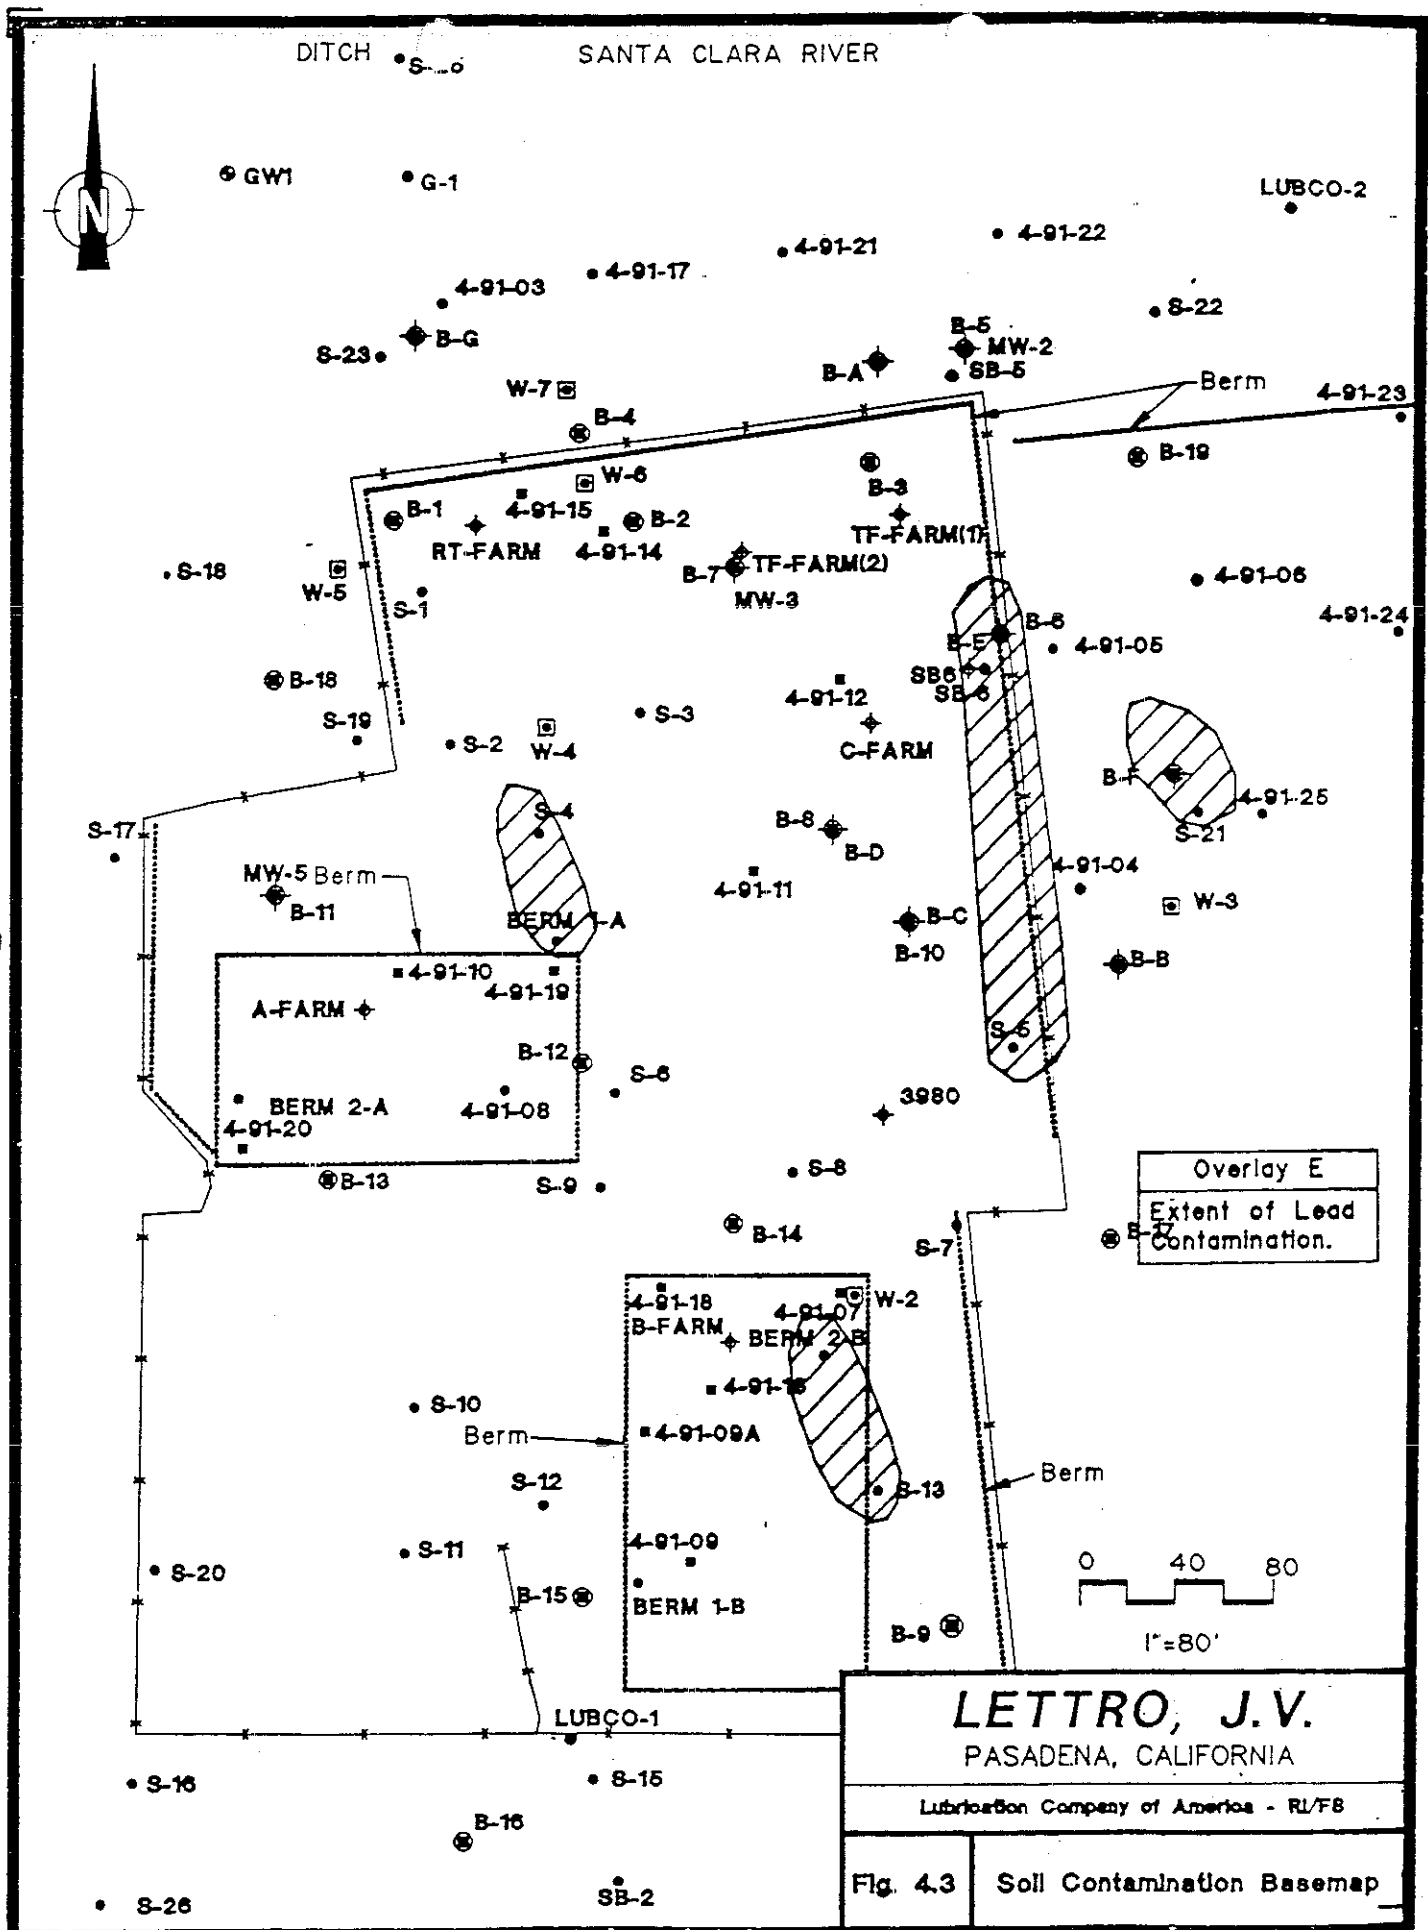 DITCH
SANTA CLARA RIVER
N
GW1
G-1
LUBCO-2
4-91-22
4-91-21
4-91-17
4-91-03
S-22
B-G
S-23
B-5
MW-2
B-A
SB-5
Berm
4-91-23
W-7
B-4
B-19
W-6
B-3
B-1
4-91-15
B-2
TF-FARM(1)
RT-FARM
4-91-14
TF-FARM(2)
B-7
MW-3
S-18
W-5
S-1
4-91-06
4-91-24
B-6
B-E
4-91-05
SB6
SB-6
4-91-12
B-18
S-19
S-3
S-2
W-4
C-FARM
B-F
4-91-25
S-21
S-4
S-17
B-8
B-D
MW-5
Berm
B-11
4-91-11
4-91-04
W-3
BERM 1-A
B-C
B-10
B-B
4-91-10
4-91-19
A-FARM
S-5
B-12
S-6
BERM 2-A
4-91-08
3980
4-91-20
B-13
S-9
S-8
Overlay E
Extent of Lead
Contamination.
B-14
S-7
B-17
4-91-18
4-91-07
W-2
B-FARM
BERM 2-B
4-91-16
S-10
Berm
4-91-09A
Berm
S-12
S-13
4-91-09
S-11
S-20
B-15
BERM 1-B
0 40 80
1"=80'
B-9
LUBCO-1
LETTRO, J.V.
PASADENA, CALIFORNIA
Lubrication Company of America - RI/FS
Fig. 4.3
Soil Contamination Basemap
S-16
S-15
B-16
SB-2
S-26